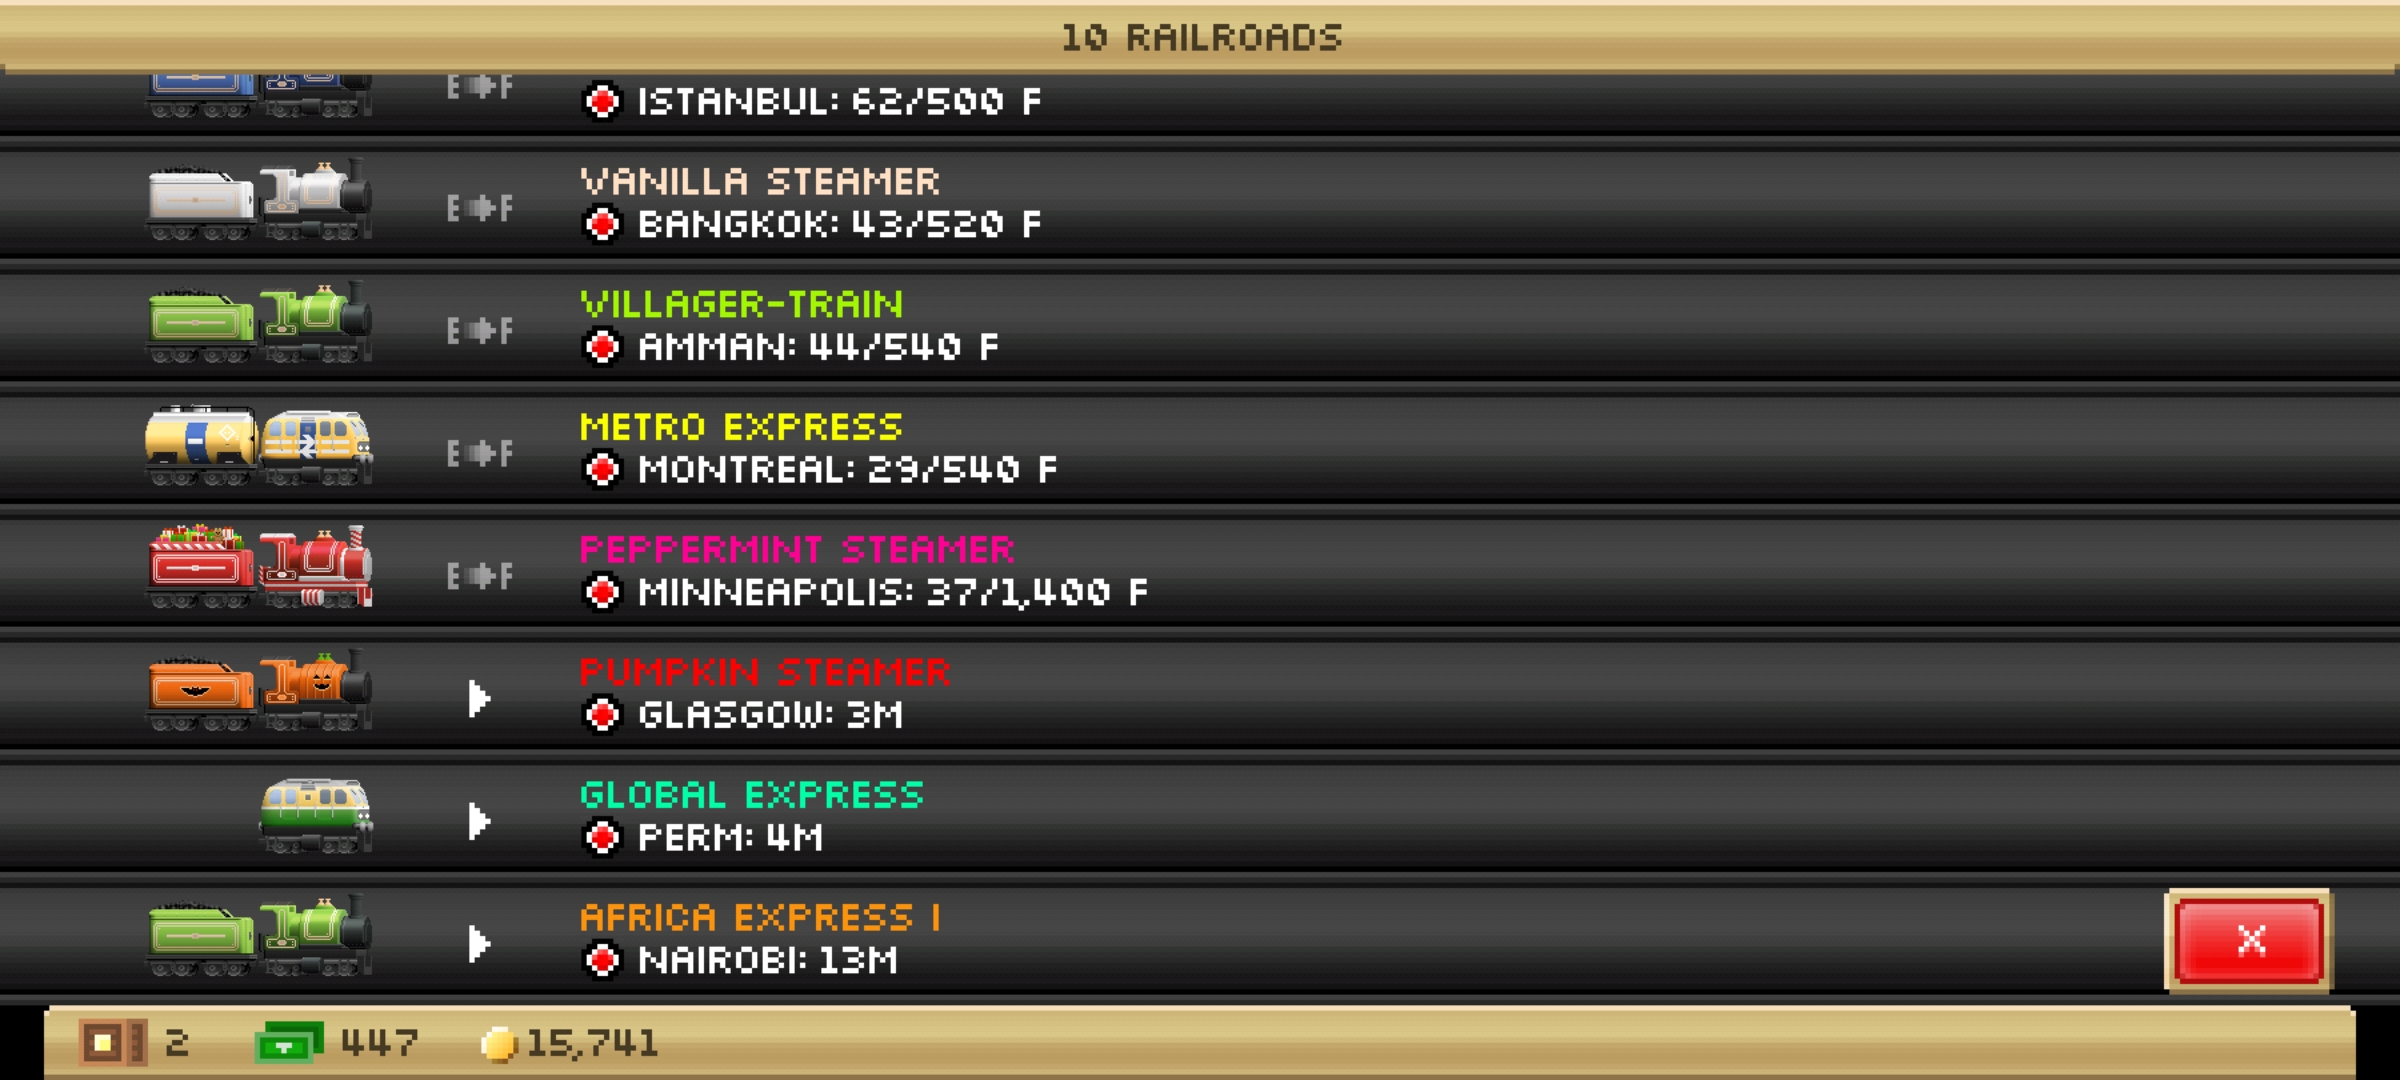 10 RAILROADS
E F
ISTANBUL: 62/500 F
VANILLA STEAMER
E F
BANGKOK: 43/520 F
VILLAGER-TRAIN
E F
AMMAN: 44/540 F
METRO EXPRESS
E F
MONTREAL: 29/540 F
PEPPERMINT STEAMER
E F
MINNEAPOLIS: 37/1,400 F
PUMPKIN STEAMER
GLASGOW: 3M
GLOBAL EXPRESS
PERM: 4M
AFRICA EXPRESS I
NAIROBI: 13M
X
2 447 15,741